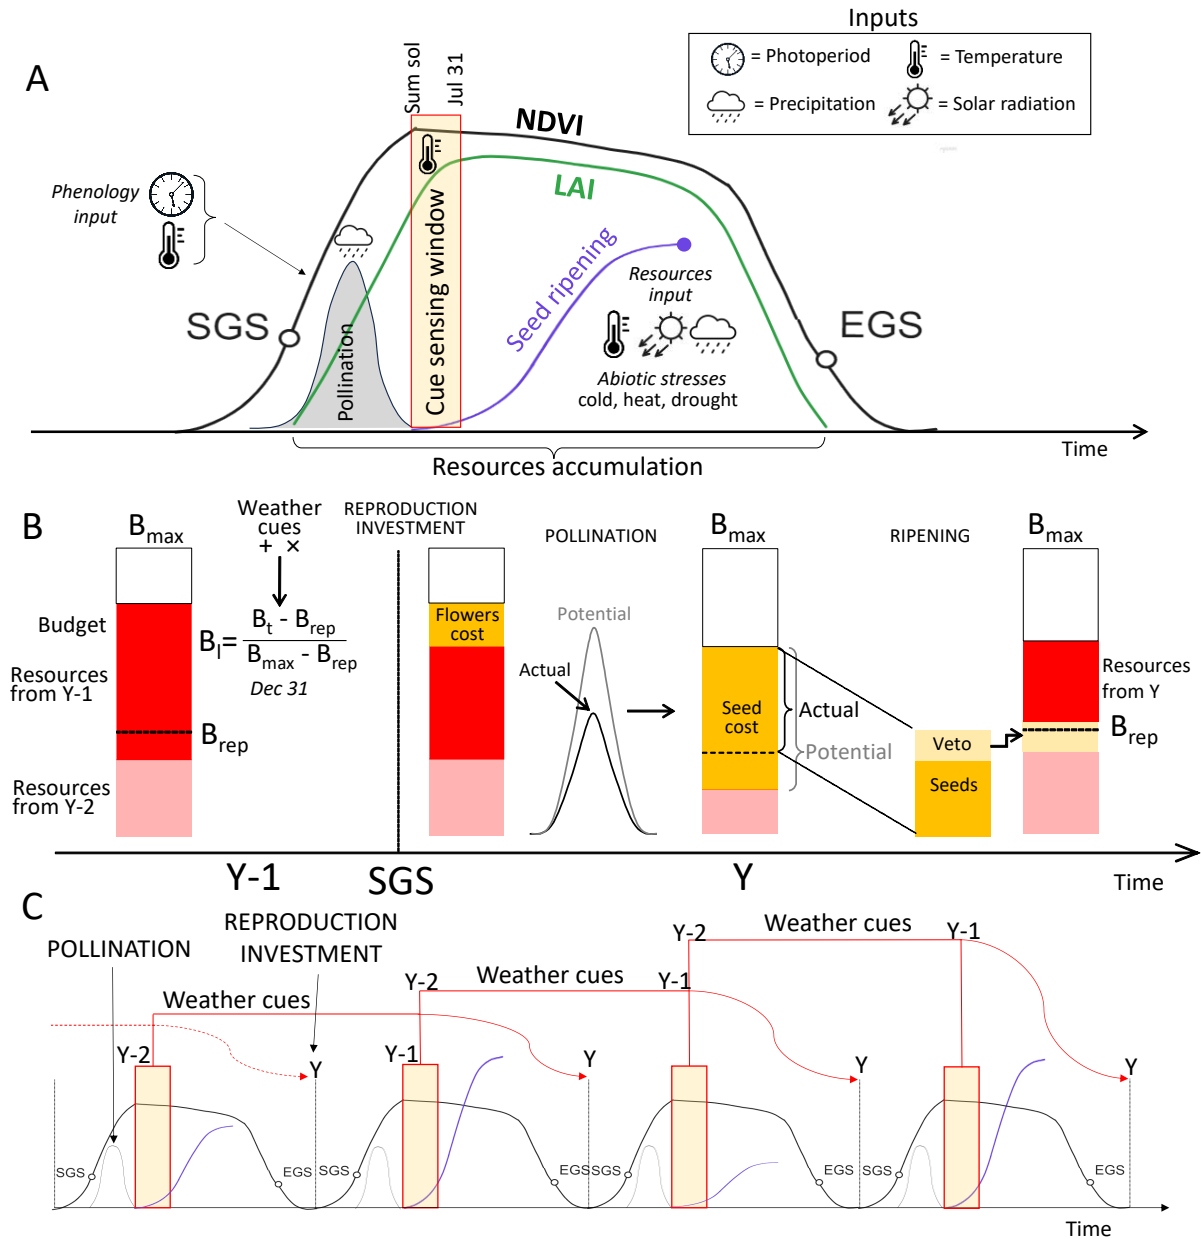 Inputs
= Photoperiod
= Temperature
= Precipitation
= Solar radiation
A
Sum sol
Jul 31
NDVI
LAI
Phenology
input
SGS
Pollination
Cue sensing window
Seed ripening
Resources
input
Abiotic stresses
cold, heat, drought
EGS
Time
Resources accumulation
B
Bmax
Weather
cues
+ ×
REPRODUCTION
INVESTMENT
POLLINATION
Bmax
RIPENING
Bmax
Budget
Resources
from Y-1
Brep
Resources
from Y-2
BI= Bt - Brep
Bmax - Brep
Dec 31
Flowers
cost
Potential
Actual
Seed
cost
Actual
Potential
Veto
Seeds
Resources
from Y
Brep
Y-1
SGS
Y
Time
C
POLLINATION
REPRODUCTION
INVESTMENT
Weather cues
Y-2
Y
Y-2
Weather cues
Y-1
Y
Y-2
Weather cues
Y-1
Y
Y-1
Y
SGS
EGS
SGS
EGS
SGS
EGS
SGS
EGS
Time